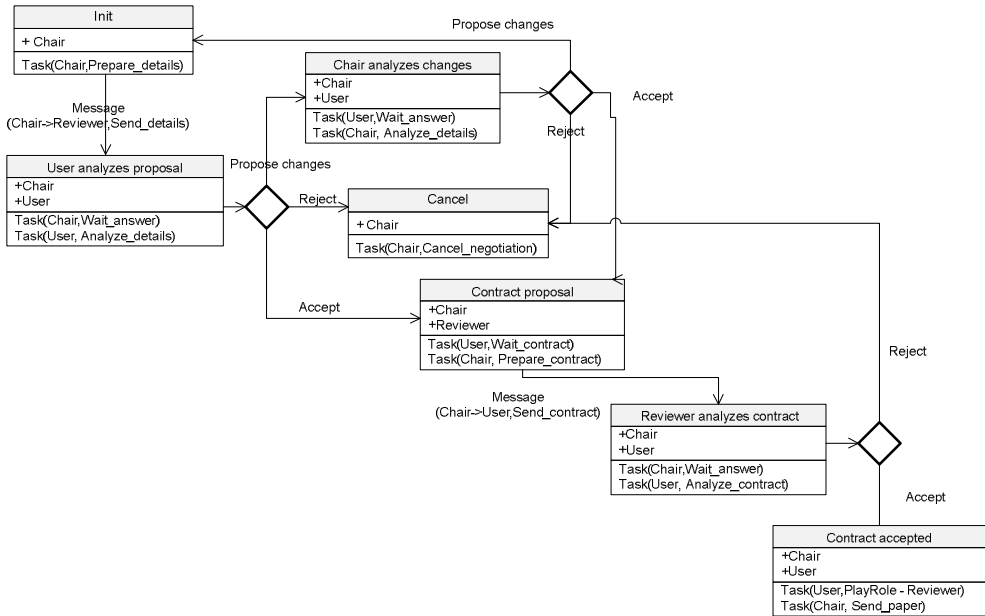 Init
+ Chair
Task(Chair,Prepare_details)
Propose changes
Chair analyzes changes
+Chair
+User
Task(User,Wait_answer)
Task(Chair, Analyze_details)
Accept
Reject
Message
(Chair->Reviewer,Send_details)
User analyzes proposal
+Chair
+User
Task(Chair,Wait_answer)
Task(User, Analyze_details)
Propose changes
Reject
Cancel
+ Chair
Task(Chair,Cancel_negotiation)
Accept
Contract proposal
+Chair
+Reviewer
Task(User,Wait_contract)
Task(Chair, Prepare_contract)
Message
(Chair->User,Send_contract)
Reject
Reviewer analyzes contract
+Chair
+User
Task(Chair,Wait_answer)
Task(User, Analyze_contract)
Accept
Contract accepted
+Chair
+User
Task(User,PlayRole - Reviewer)
Task(Chair, Send_paper)